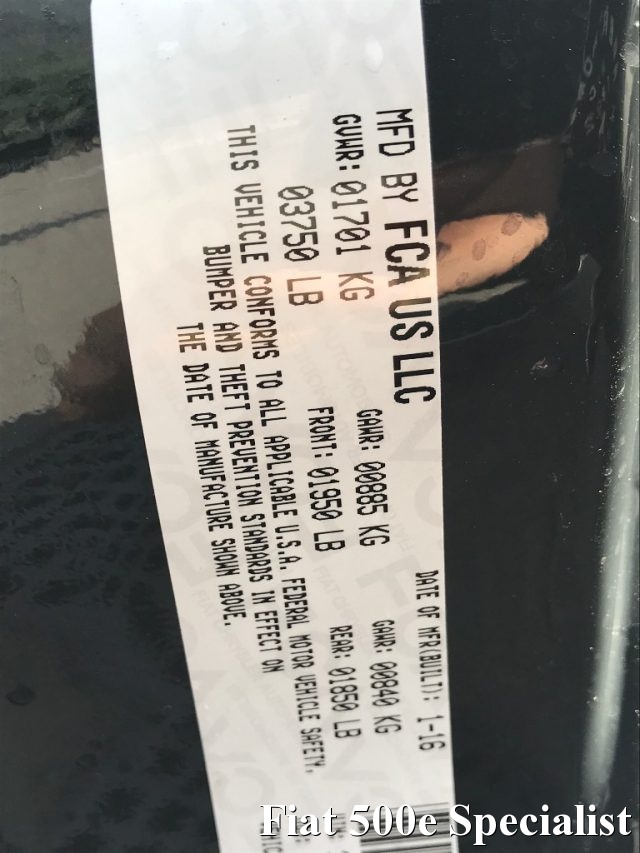 MFD BY FCA US LLC
DATE OF MFR(BUILT): 1-16
GVWR: 01701 KG
GAWR: 00885 KG
GAWR: 00840 KG
03750 LB
FRONT: 01950 LB
REAR: 01850 LB
THIS VEHICLE CONFORMS TO ALL APPLICABLE U.S.A. FEDERAL MOTOR VEHICLE SAFETY,
BUMPER AND THEFT PREVENTION STANDARDS IN EFFECT ON
THE DATE OF MANUFACTURE SHOWN ABOVE.
Fiat 500e Specialist